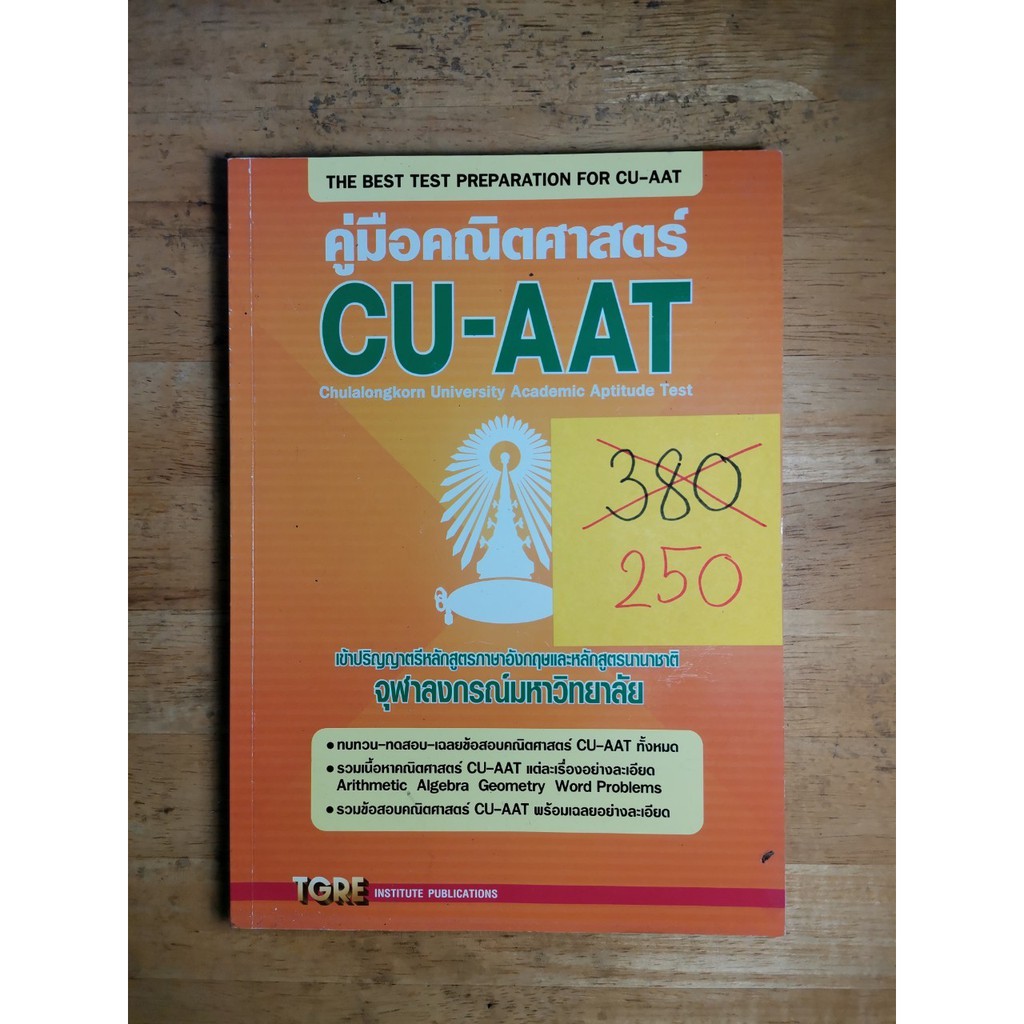 THE BEST TEST PREPARATION FOR CU-AAT
คู่มือคณิตศาสตร์
CU-AAT
Chulalongkorn University Academic Aptitude Test
380
250
เข้าปริญญาตรีหลักสูตรภาษาอังกฤษและหลักสูตรนานาชาติ
จุฬาลงกรณ์มหาวิทยาลัย
• ทบทวน-ทดสอบ-เฉลยข้อสอบคณิตศาสตร์ CU-AAT ทั้งหมด
• รวมเนื้อหาคณิตศาสตร์ CU-AAT แต่ละเรื่องอย่างละเอียด
Arithmetic Algebra Geometry Word Problems
• รวมข้อสอบคณิตศาสตร์ CU-AAT พร้อมเฉลยอย่างละเอียด
TGRE INSTITUTE PUBLICATIONS